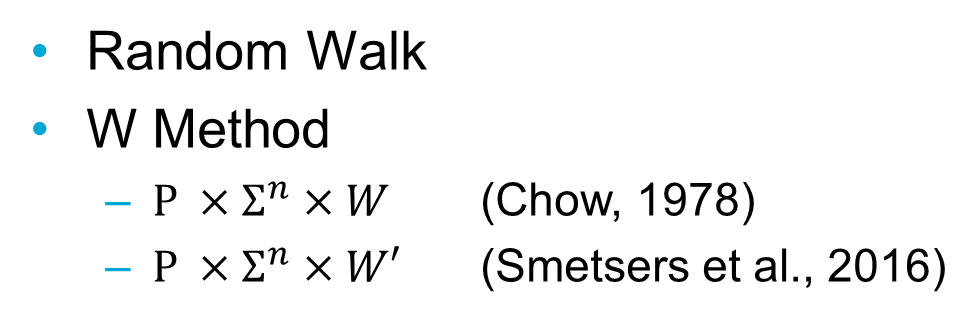 • Random Walk
• W Method
– P × Σⁿ × W (Chow, 1978)
– P × Σⁿ × W′ (Smetsers et al., 2016)